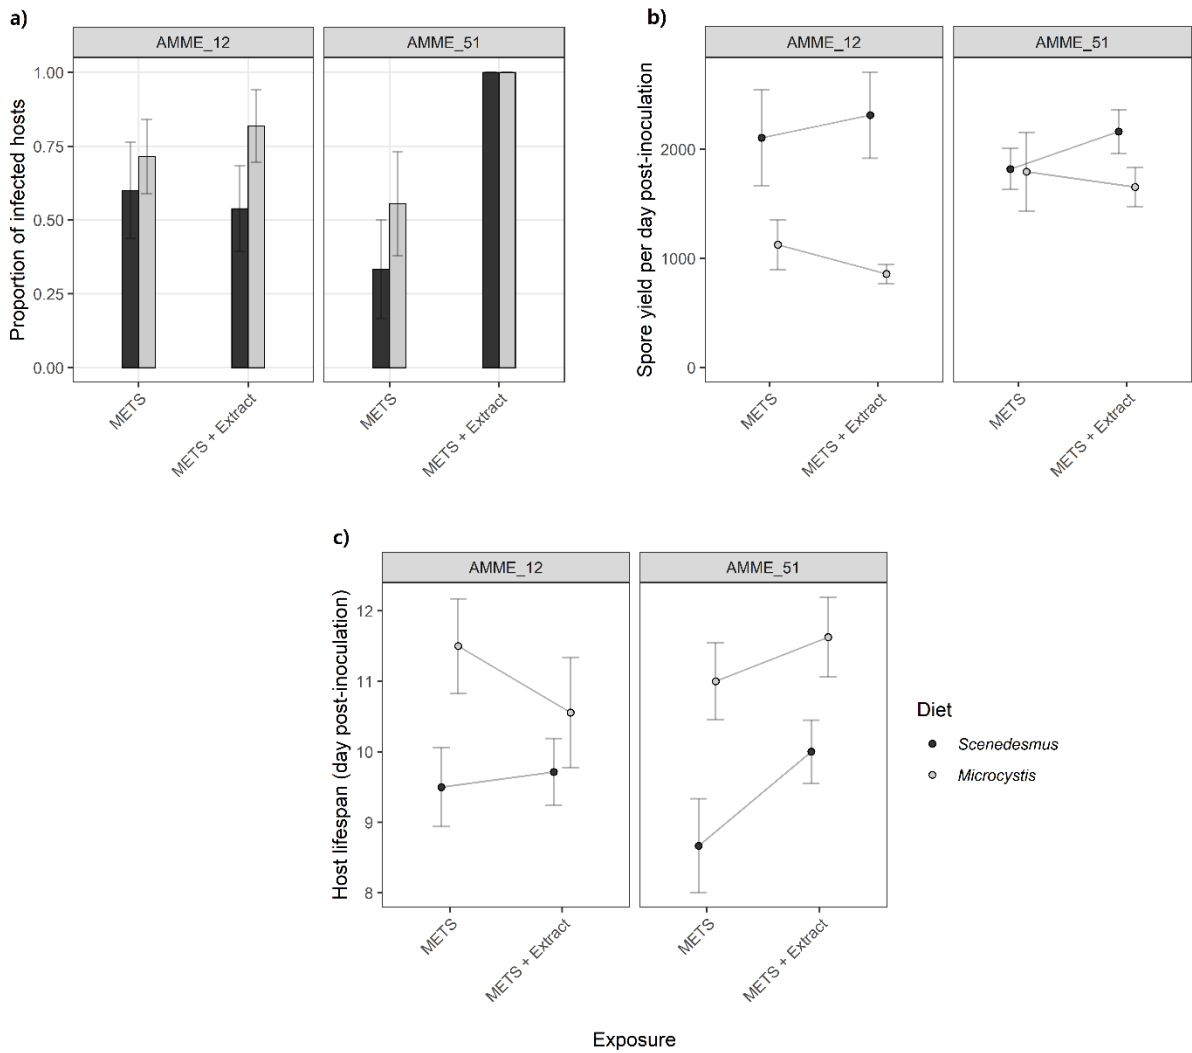 a)
AMME_12
AMME_51
Proportion of infected hosts
1.00
0.75
0.50
0.25
0.00
METS
METS + Extract
METS
METS + Extract
b)
AMME_12
AMME_51
Spore yield per day post-inoculation
2000
1000
0
METS
METS + Extract
METS
METS + Extract
c)
AMME_12
AMME_51
Host lifespan (day post-inoculation)
12
11
10
9
8
METS
METS + Extract
METS
METS + Extract
Diet
Scenedesmus
Microcystis
Exposure